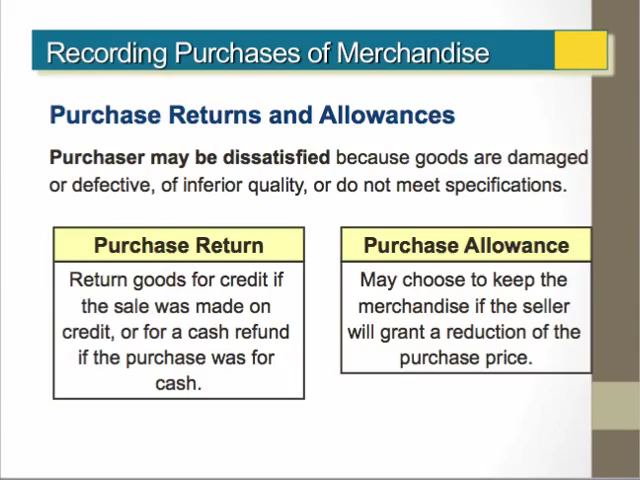 Recording Purchases of Merchandise
Purchase Returns and Allowances
Purchaser may be dissatisfied because goods are damaged
or defective, of inferior quality, or do not meet specifications.
Purchase Return
Return goods for credit if
the sale was made on
credit, or for a cash refund
if the purchase was for
cash.
Purchase Allowance
May choose to keep the
merchandise if the seller
will grant a reduction of the
purchase price.